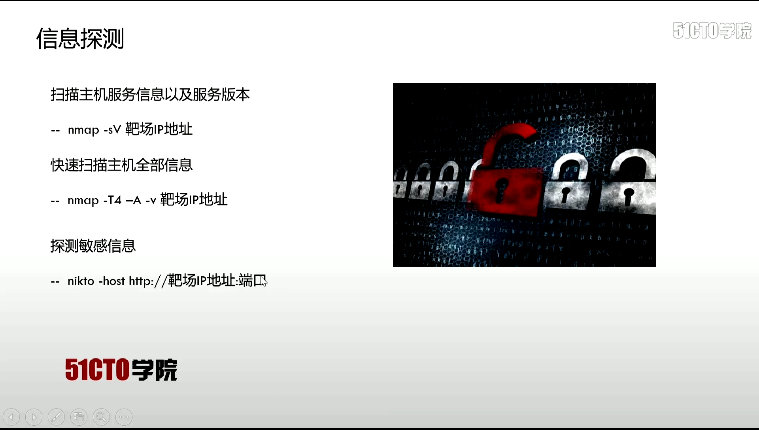 信息探测
51CTO学院
扫描主机服务信息以及服务版本
-- nmap -sV 靶场IP地址
快速扫描主机全部信息
-- nmap -T4 –A -v 靶场IP地址
探测敏感信息
-- nikto -host http://靶场IP地址:端口
51CTO学院